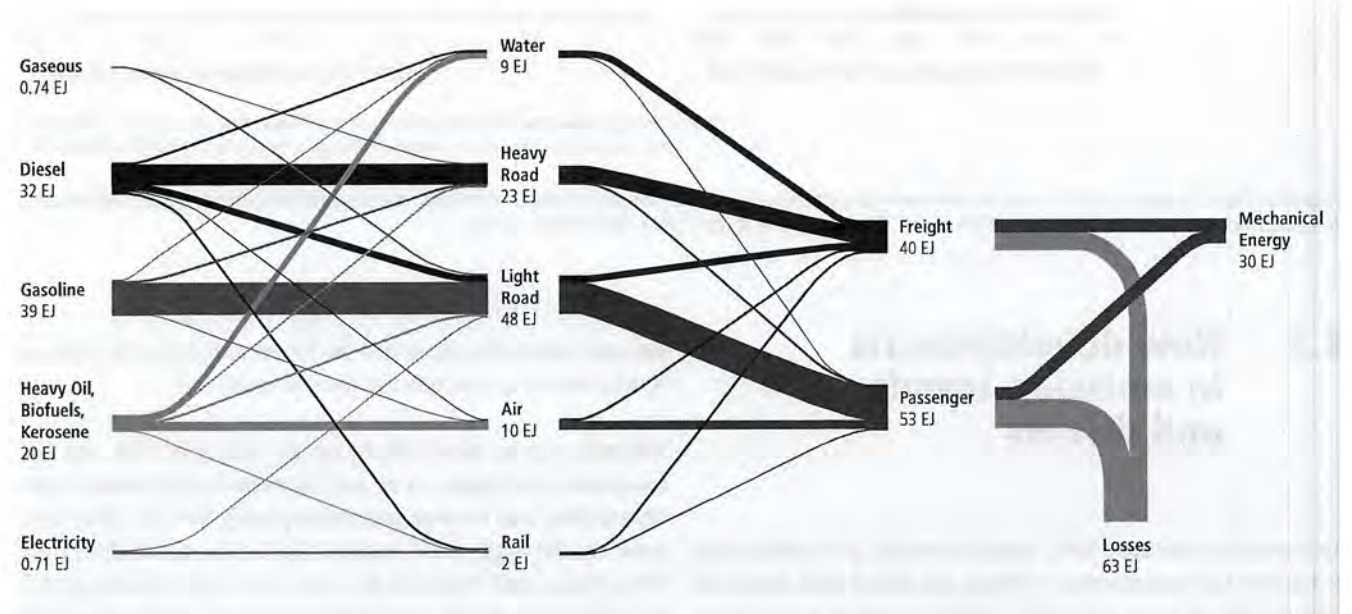 Gaseous
0.74 EJ
Diesel
32 EJ
Gasoline
39 EJ
Heavy Oil,
Biofuels,
Kerosene
20 EJ
Electricity
0.71 EJ
Water
9 EJ
Heavy
Road
23 EJ
Light
Road
48 EJ
Air
10 EJ
Rail
2 EJ
Freight
40 EJ
Passenger
53 EJ
Mechanical
Energy
30 EJ
Losses
63 EJ